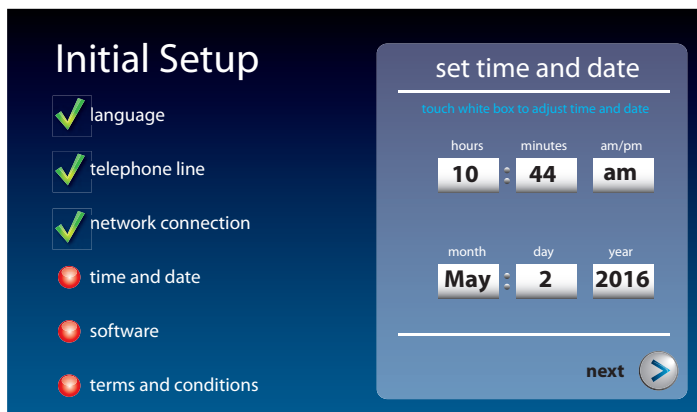 Initial Setup
language
telephone line
network connection
time and date
software
terms and conditions
set time and date
touch white box to adjust time and date
hours minutes am/pm
10 : 44 am
month day year
May : 2 2016
next